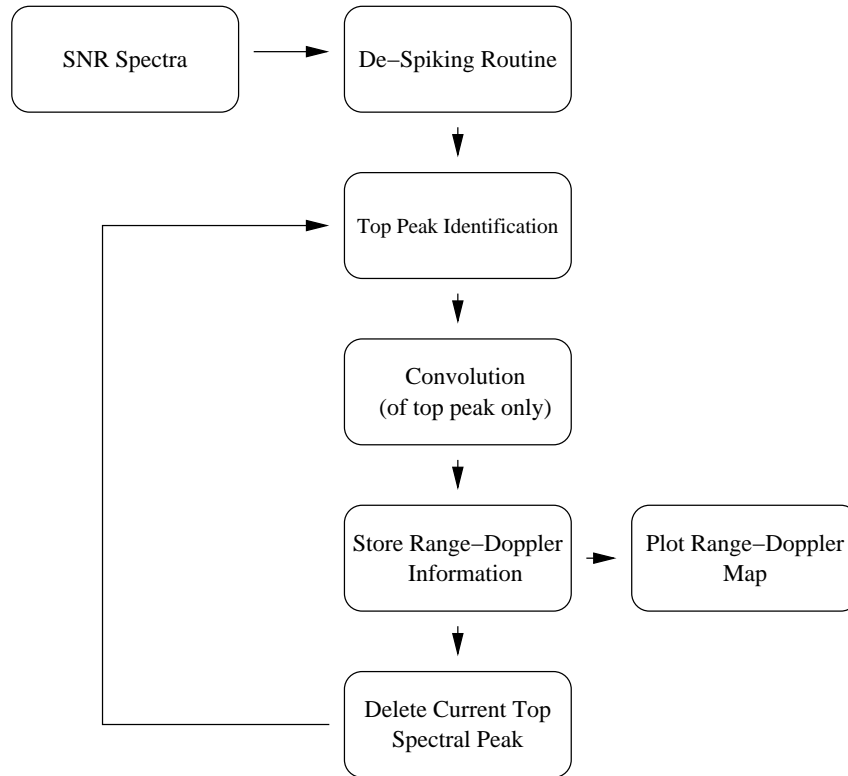 SNR Spectra
De−Spiking Routine
Top Peak Identification
Convolution
(of top peak only)
Store Range−Doppler
Information
Plot Range−Doppler
Map
Delete Current Top
Spectral Peak